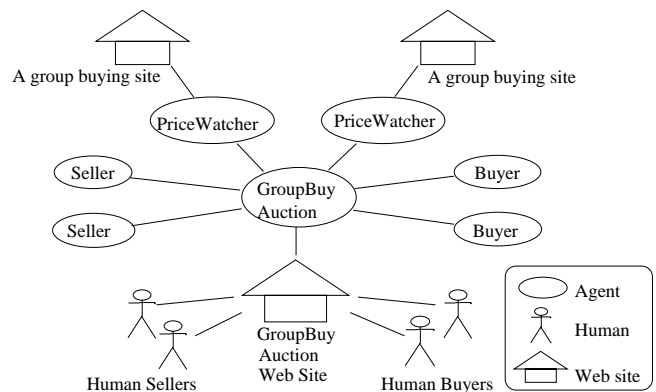 A group buying site
A group buying site
PriceWatcher
PriceWatcher
Seller
Buyer
GroupBuy
Auction
Seller
Buyer
GroupBuy
Auction
Web Site
Human Sellers
Human Buyers
Agent
Human
Web site